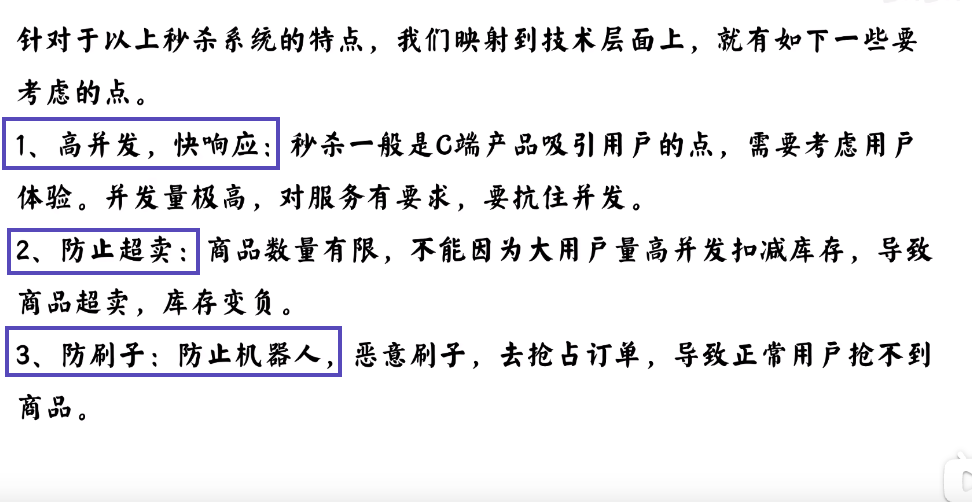 针对于以上秒杀系统的特点，我们映射到技术层面上，就有如下一些要
考虑的点。
1、高并发，快响应：秒杀一般是C端产品吸引用户的点，需要考虑用户
体验。并发量极高，对服务有要求，要抗住并发。
2、防止超卖：商品数量有限，不能因为大用户量高并发扣减库存，导致
商品超卖，库存变负。
3、防刷子：防止机器人，恶意刷子，去抢占订单，导致正常用户抢不到
商品。